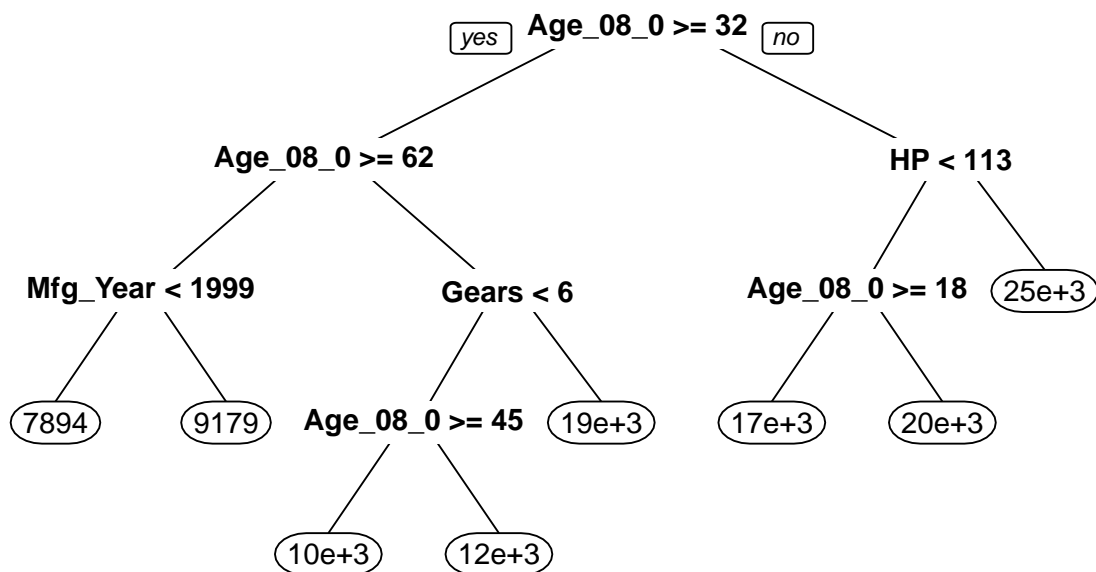 yes Age_08_0 >= 32 no
Age_08_0 >= 62 HP < 113
Mfg_Year < 1999 Gears < 6 Age_08_0 >= 18 25e+3
7894 9179 Age_08_0 >= 45 19e+3 17e+3 20e+3
10e+3 12e+3